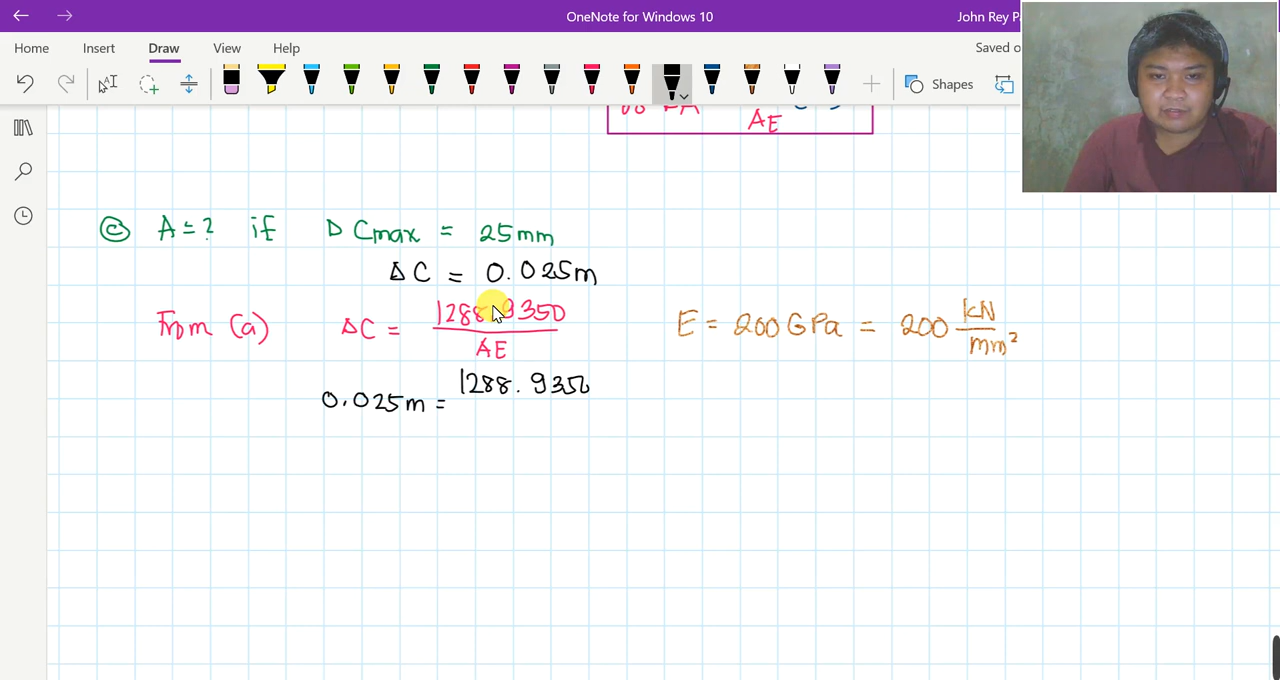 OneNote for Windows 10
John Rey P
Home Insert Draw View Help
Saved o
Shapes
AE
© A = ? if ΔCmax = 25mm
ΔC = 0.025m
From (a) ΔC = 1288.9350 / AE
E = 200 GPa = 200 kN / mm²
0.025m = 1288.9350